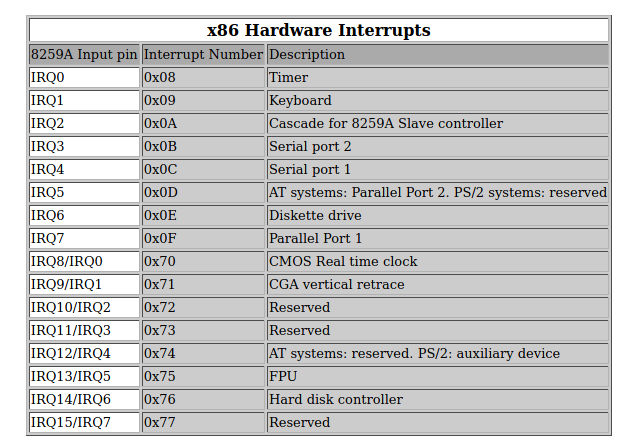 x86 Hardware Interrupts
8259A Input pin Interrupt Number Description
IRQ0 0x08 Timer
IRQ1 0x09 Keyboard
IRQ2 0x0A Cascade for 8259A Slave controller
IRQ3 0x0B Serial port 2
IRQ4 0x0C Serial port 1
IRQ5 0x0D AT systems: Parallel Port 2. PS/2 systems: reserved
IRQ6 0x0E Diskette drive
IRQ7 0x0F Parallel Port 1
IRQ8/IRQ0 0x70 CMOS Real time clock
IRQ9/IRQ1 0x71 CGA vertical retrace
IRQ10/IRQ2 0x72 Reserved
IRQ11/IRQ3 0x73 Reserved
IRQ12/IRQ4 0x74 AT systems: reserved. PS/2: auxiliary device
IRQ13/IRQ5 0x75 FPU
IRQ14/IRQ6 0x76 Hard disk controller
IRQ15/IRQ7 0x77 Reserved